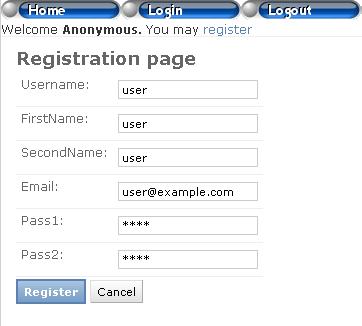 Home Login Logout
Welcome Anonymous. You may register
Registration page
Username: user
FirstName: user
SecondName: user
Email: user@example.com
Pass1: ****
Pass2: ****
Register Cancel